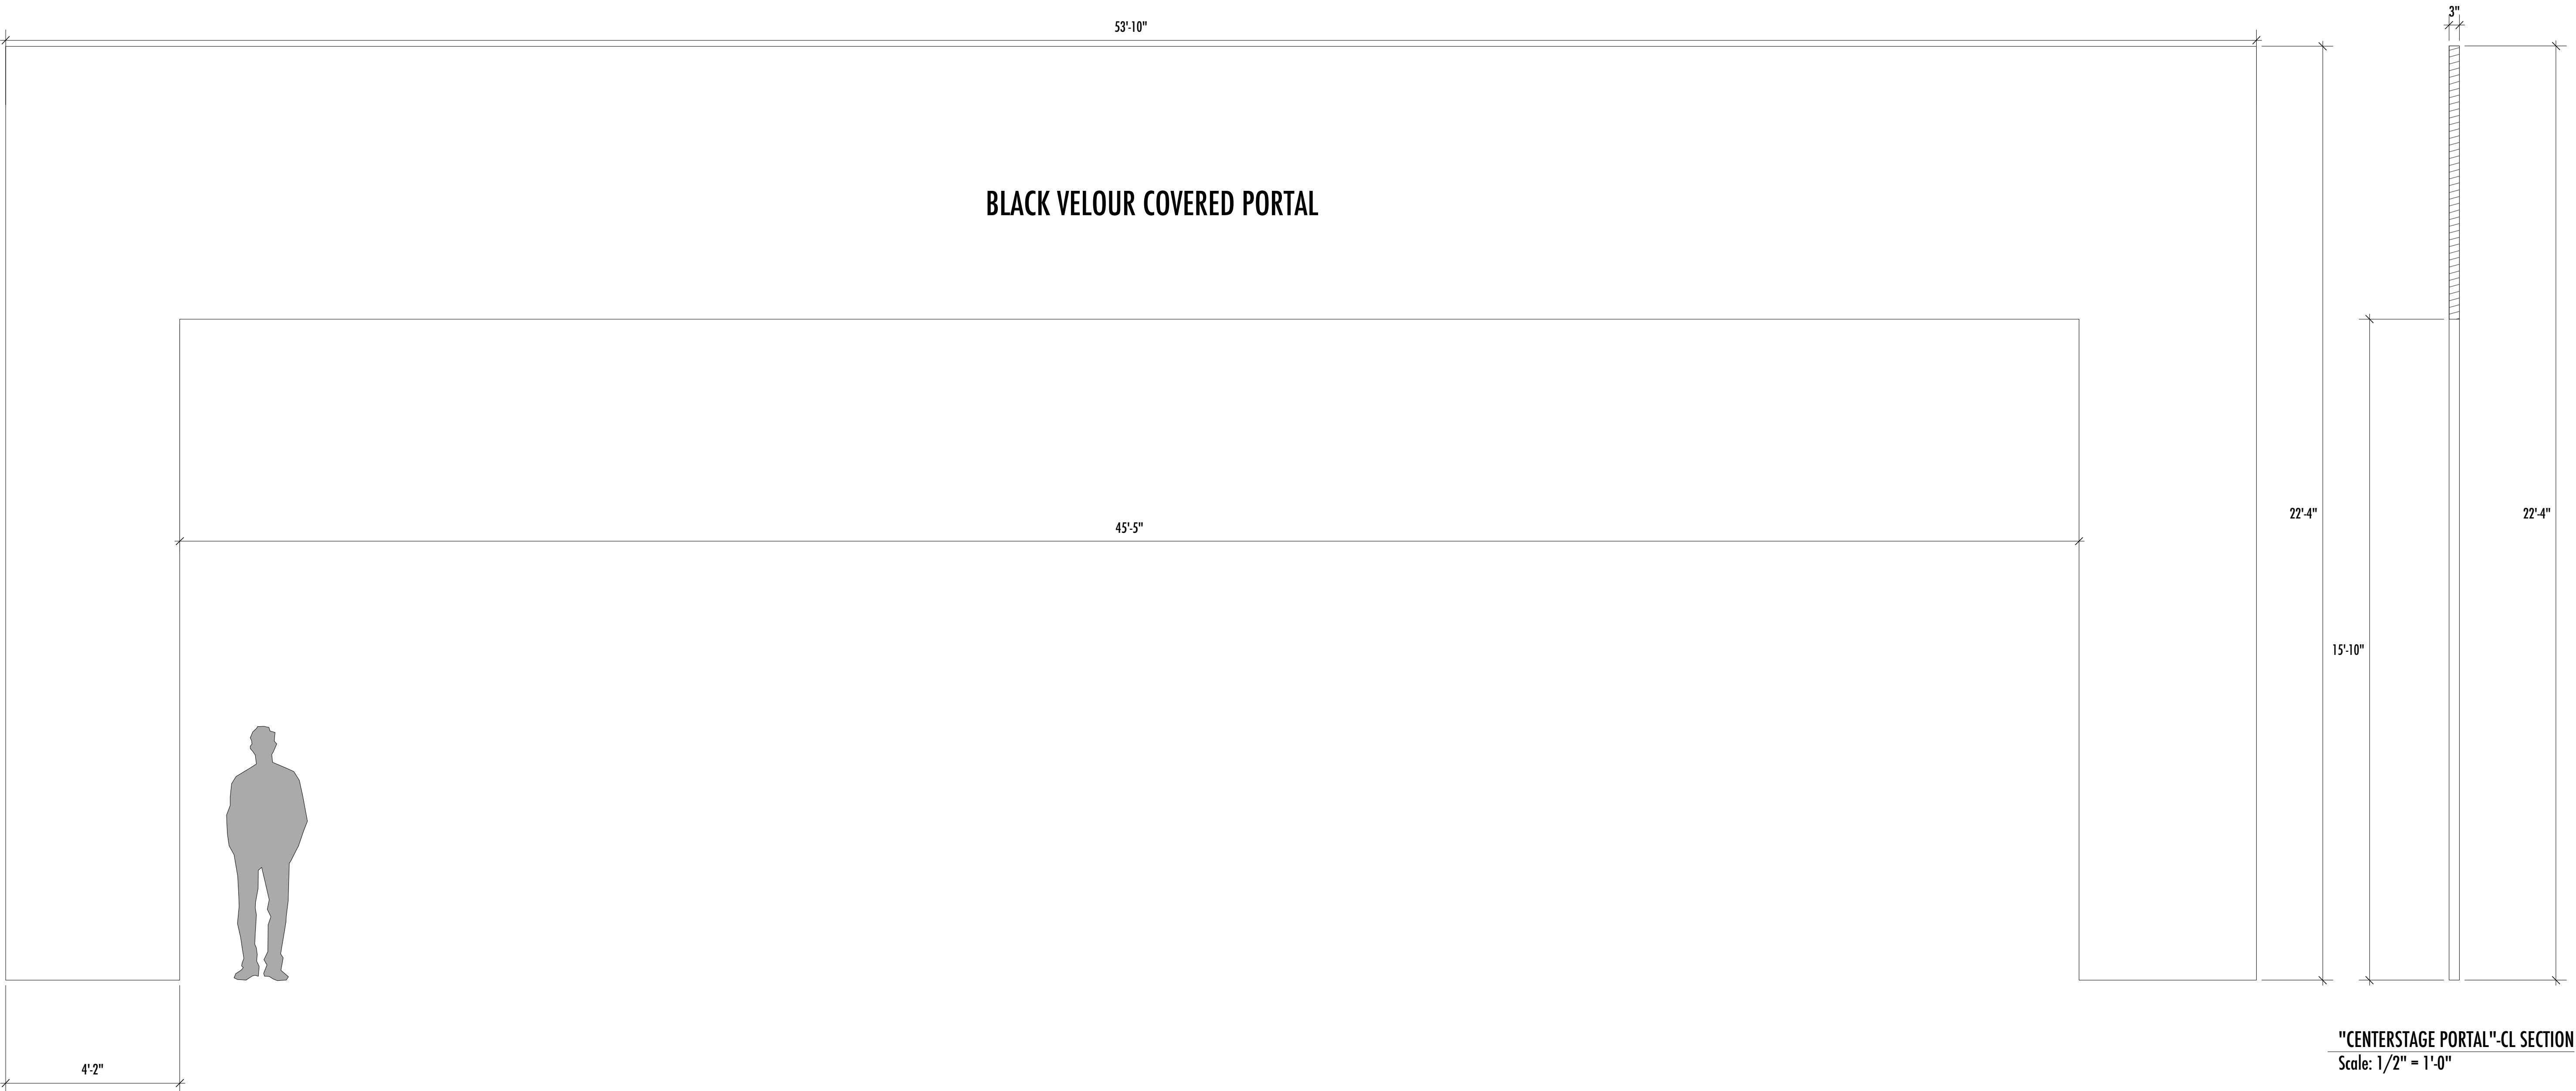 53'-10"
3"
BLACK VELOUR COVERED PORTAL
45'-5"
22'-4"
22'-4"
15'-10"
"CENTERSTAGE PORTAL"-CL SECTION
Scale: 1/2" = 1'-0"
4'-2"